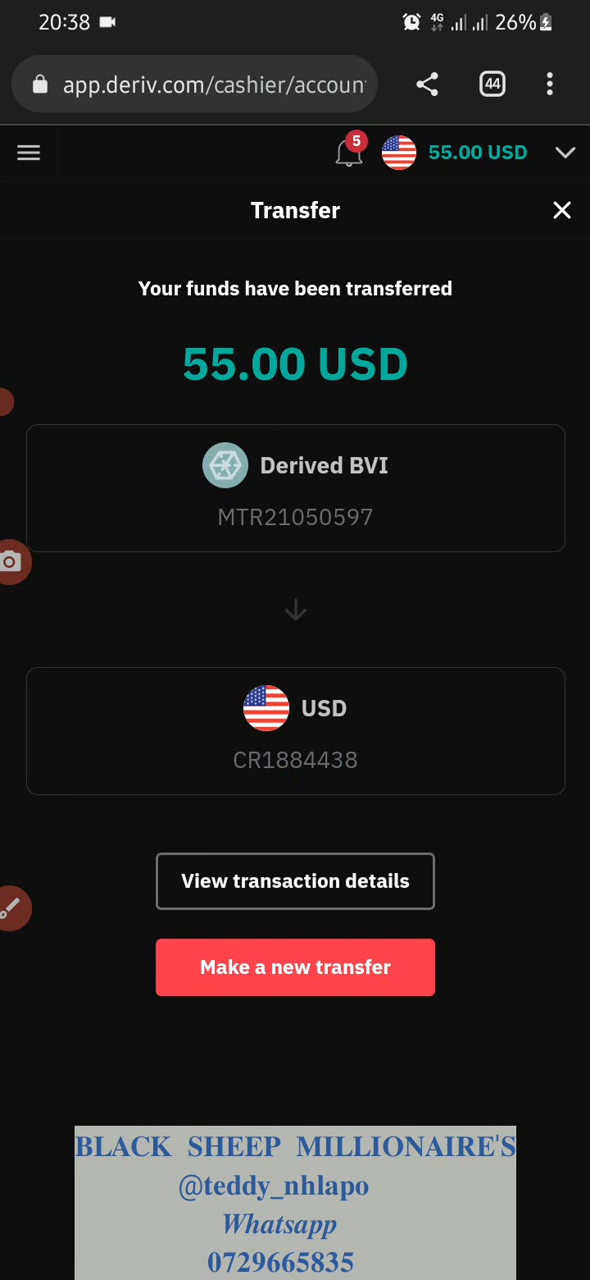 20:38 4G 26%
app.deriv.com/cashier/accoun
44
5
55.00 USD
Transfer
Your funds have been transferred
55.00 USD
Derived BVI
MTR21050597
USD
CR1884438
View transaction details
Make a new transfer
BLACK SHEEP MILLIONAIRE'S
@teddy_nhlapo
Whatsapp
0729665835